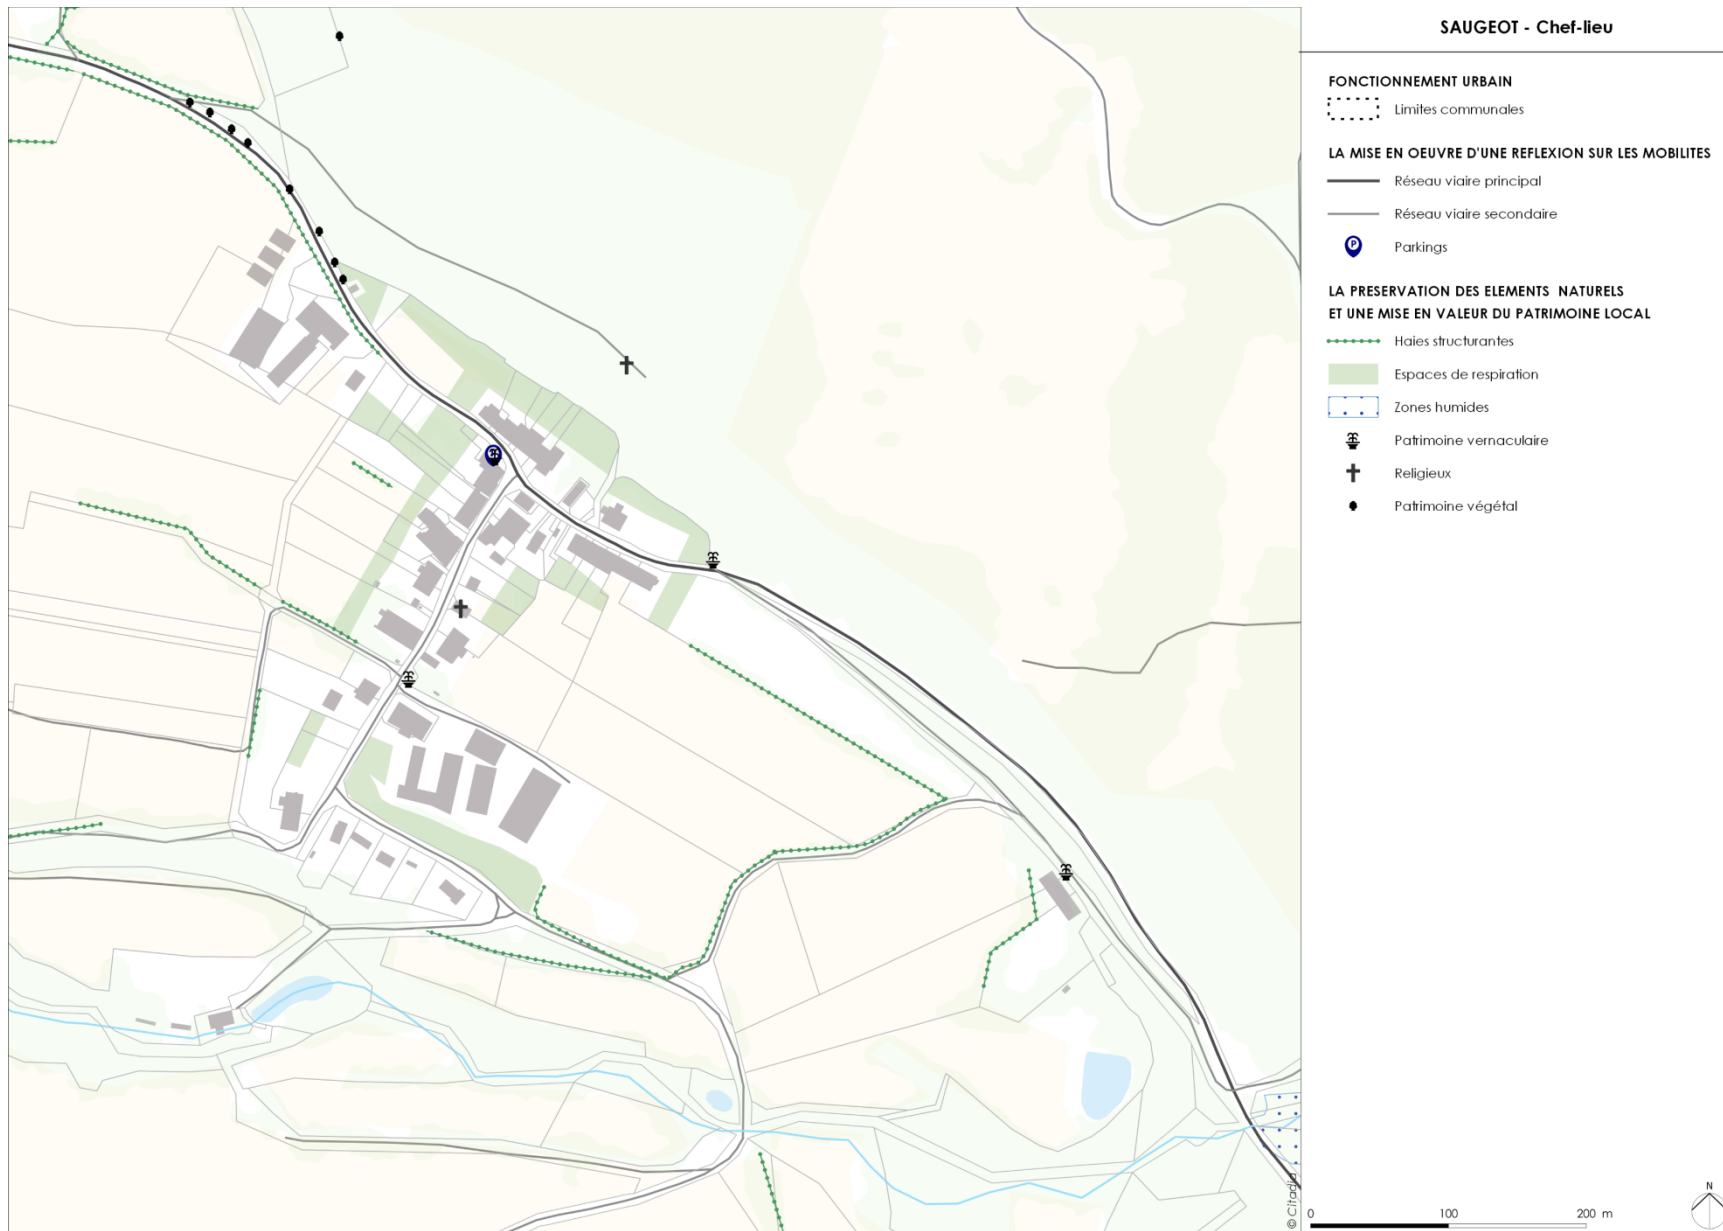 SAUGEOT - Chef-lieu
FONCTIONNEMENT URBAIN
Limites communales
LA MISE EN OEUVRE D'UNE REFLEXION SUR LES MOBILITES
Réseau viaire principal
Réseau viaire secondaire
P
Parkings
LA PRESERVATION DES ELEMENTS NATURELS
ET UNE MISE EN VALEUR DU PATRIMOINE LOCAL
Haies structurantes
Espaces de respiration
Zones humides
Patrimoine vernaculaire
Religieux
Patrimoine végétal
© Citadia
0 100 200 m
N